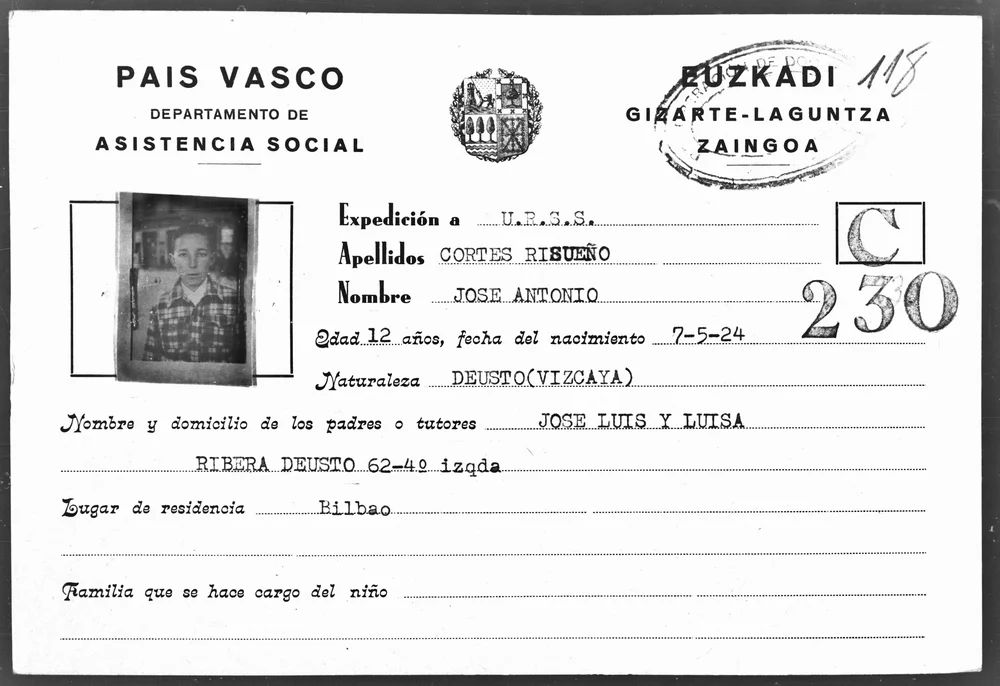 PAIS VASCO
DEPARTAMENTO DE
ASISTENCIA SOCIAL
EUZKADI
GIZARTE-LAGUNTZA
ZAINGOA
118
Expedición a U.R.S.S.
C
Apellidos CORTES RISUEÑO
Nombre JOSE ANTONIO
230
Edad 12 años, fecha del nacimiento 7-5-24
Naturaleza DEUSTO(VIZCAYA)
Nombre y domicilio de los padres o tutores JOSE LUIS Y LUISA
RIBERA DEUSTO 62-4º izqda
Lugar de residencia Bilbao
Familia que se hace cargo del niño